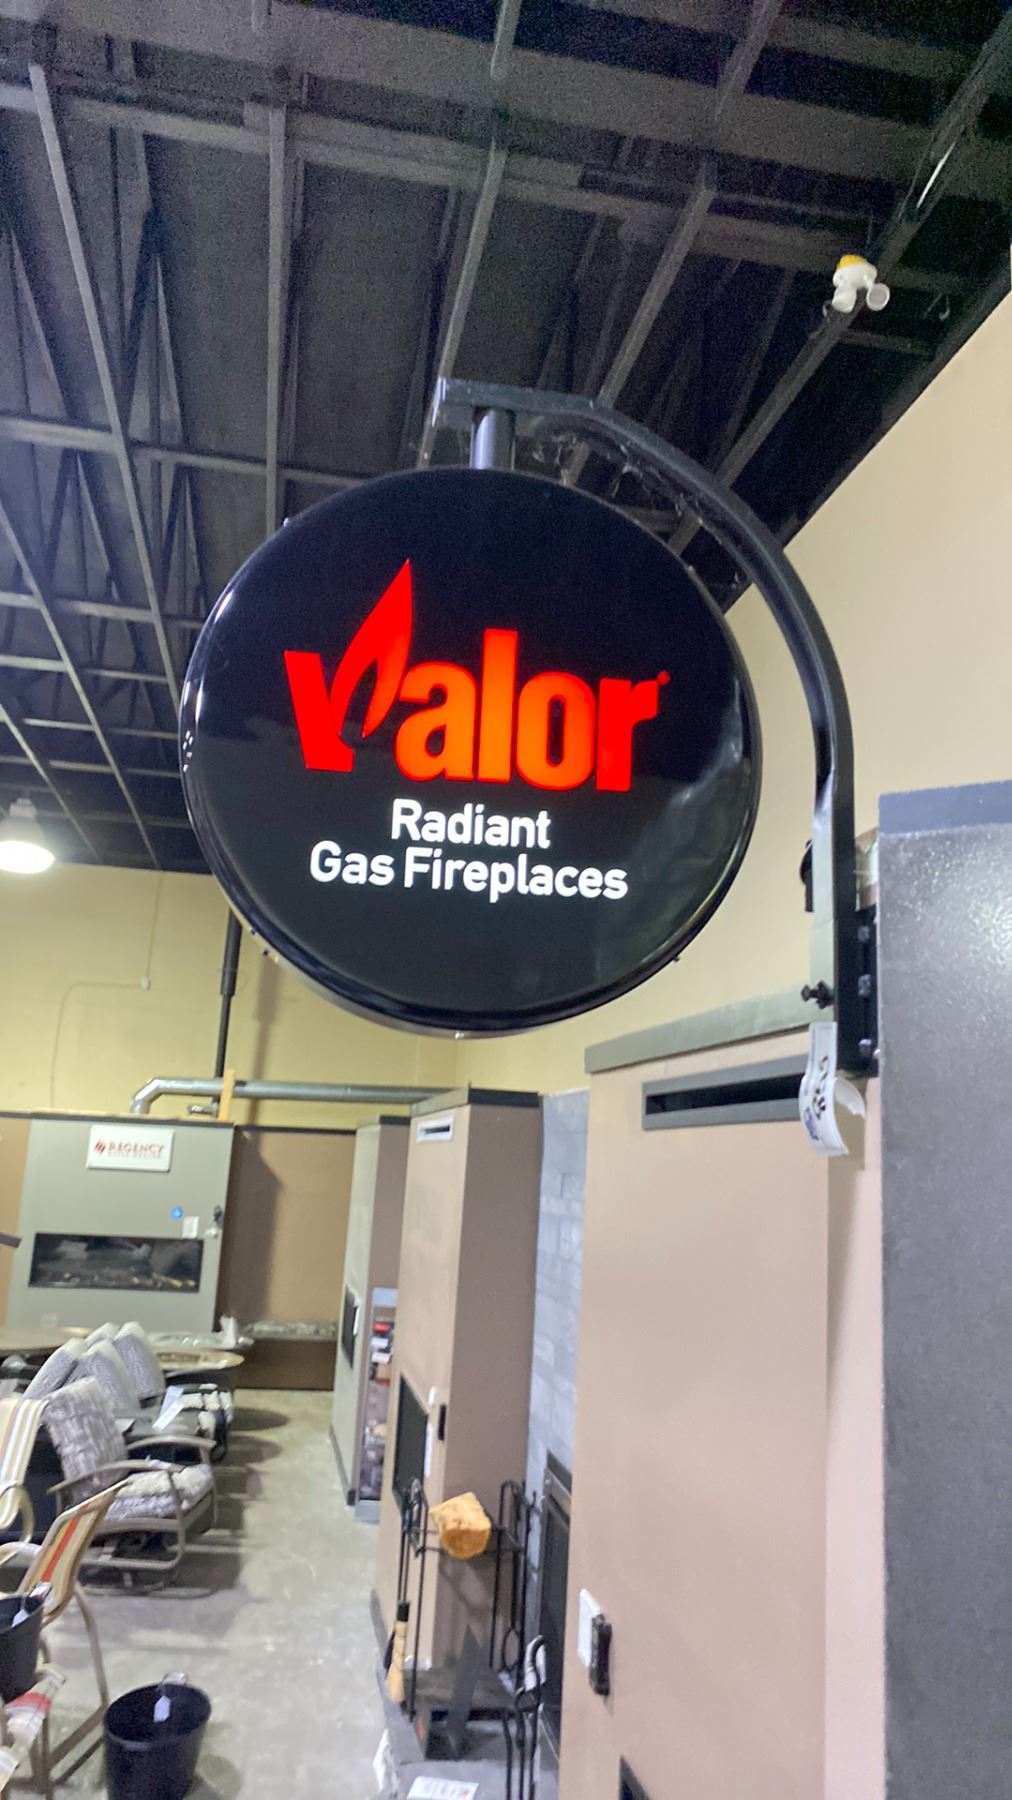 Valor
Radiant
Gas Fireplaces
REGENCY